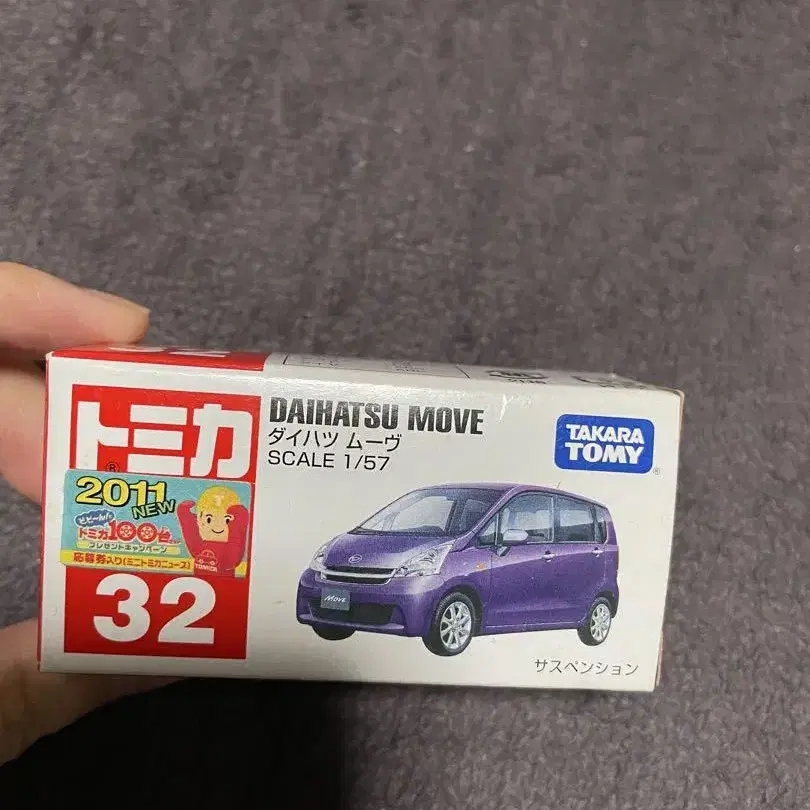 トミカ
®
2011
NEW
ドミカ100台
プレゼントキャンペーン
応募券入り(ミニトミカニュース)
TOMICA
32
DAIHATSU MOVE
ダイハツ ムーヴ
SCALE 1/57
TAKARA
TOMY
®
MOVE
サスペンション